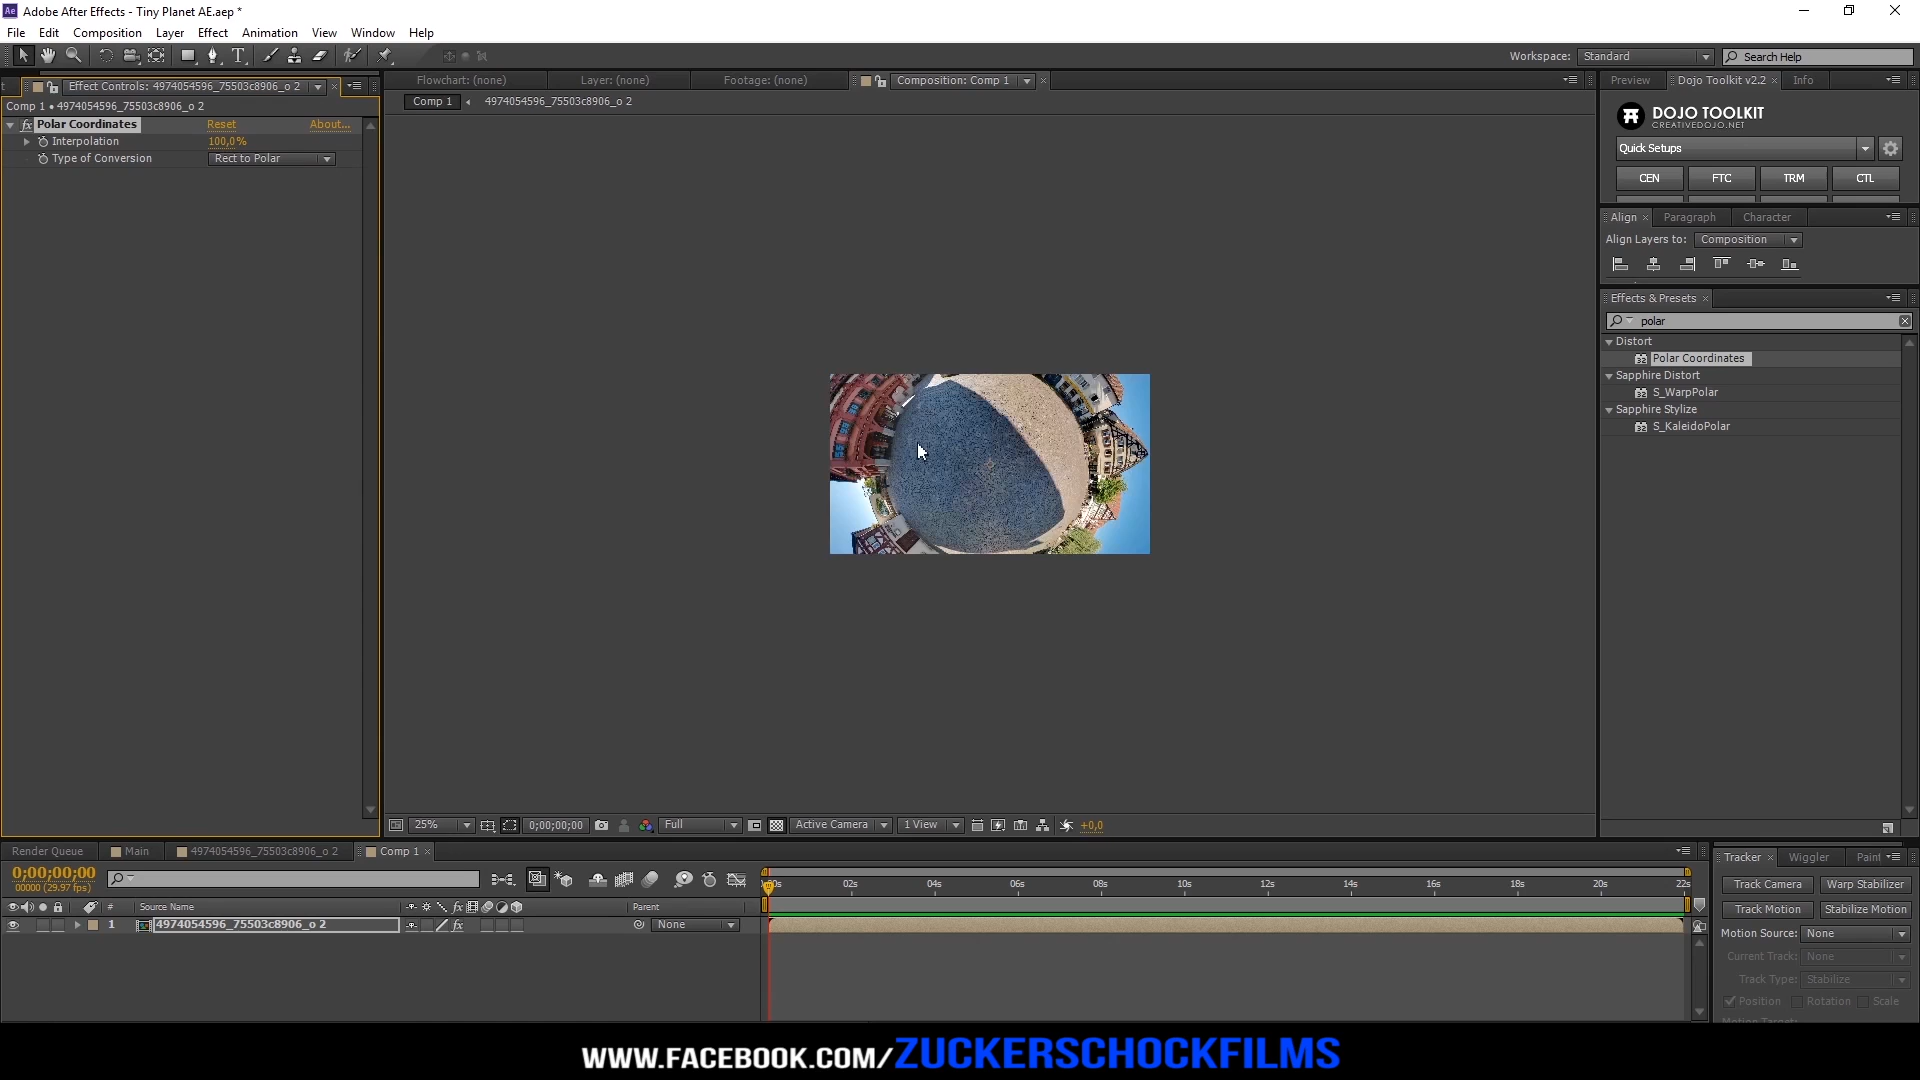 Adobe After Effects - Tiny Planet AE.aep *
File Edit Composition Layer Effect Animation View Window Help
Workspace: Standard Search Help
Effect Controls: 4974054596_75503c8906_o 2
Comp 1 • 4974054596_75503c8906_o 2
fx Polar Coordinates Reset About...
Interpolation 100,0%
Type of Conversion Rect to Polar
Flowchart: (none) Layer: (none) Footage: (none) Composition: Comp 1
Comp 1 4974054596_75503c8906_o 2
Preview Dojo Toolkit v2.2 Info
DOJO TOOLKIT
CREATIVEDOJO.NET
Quick Setups
CEN FTC TRM CTL
Align Paragraph Character
Align Layers to: Composition
Effects & Presets
polar
Distort
Polar Coordinates
Sapphire Distort
S_WarpPolar
Sapphire Stylize
S_KaleidoPolar
25% 0;00;00;00 Full Active Camera 1 View +0,0
Render Queue Main 4974054596_75503c8906_o 2 Comp 1
0;00;00;00
00000 (29.97 fps)
02s 04s 06s 08s 10s 12s 14s 16s 18s 20s 22s
# Source Name fx Parent
1 4974054596_75503c8906_o 2 fx None
Tracker Wiggler Paint
Track Camera Warp Stabilizer
Track Motion Stabilize Motion
Motion Source: None
Current Track: None
Track Type: Stabilize
Position Rotation Scale
WWW.FACEBOOK.COM/ZUCKERSCHOCKFILMS